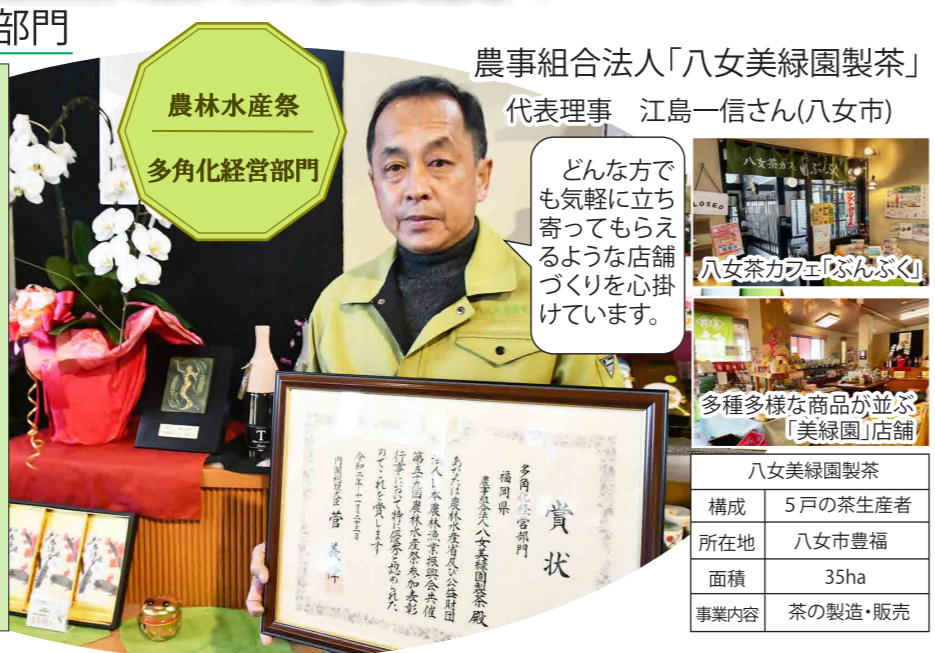 部門
農林水産祭
多角化経営部門
農事組合法人「八女美緑園製茶」
代表理事　江島一信さん(八女市)
どんな方で
も気軽に立ち
寄ってもらえ
るような店舗
づくりを心掛
けています。
八女茶カフェ ぶんぶく
CLOSED
八女茶カフェ「ぶんぶく」
多種多様な商品が並ぶ
「美緑園」店舗
八女美緑園製茶
構成　５戸の茶生産者
所在地　八女市豊福
面積　35ha
事業内容　茶の製造・販売
賞状
多角化経営部門
福岡県
農事組合法人八女美緑園製茶 殿
あなたは農林水産省及び公益財団
法人日本農林漁業振興会共催
第五十九回農林水産祭参加表彰
行事において特に優秀と認められた
のでこれを賞します
令和二年十一月二十三日
内閣総理大臣 菅 義偉
T